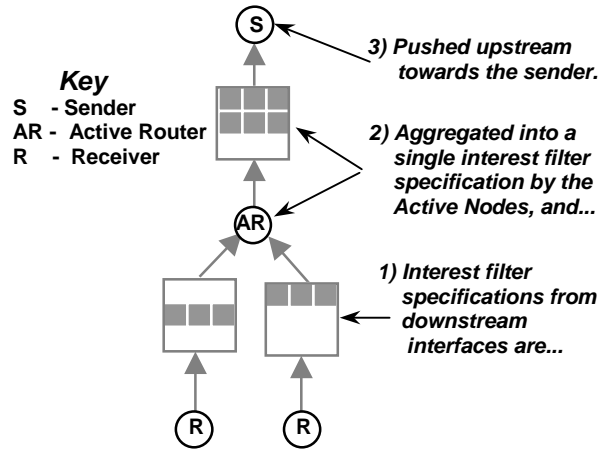 S
3) Pushed upstream
towards the sender.
Key
S - Sender
AR - Active Router
R - Receiver
2) Aggregated into a
single interest filter
specification by the
Active Nodes, and...
AR
1) Interest filter
specifications from
downstream
interfaces are...
R
R